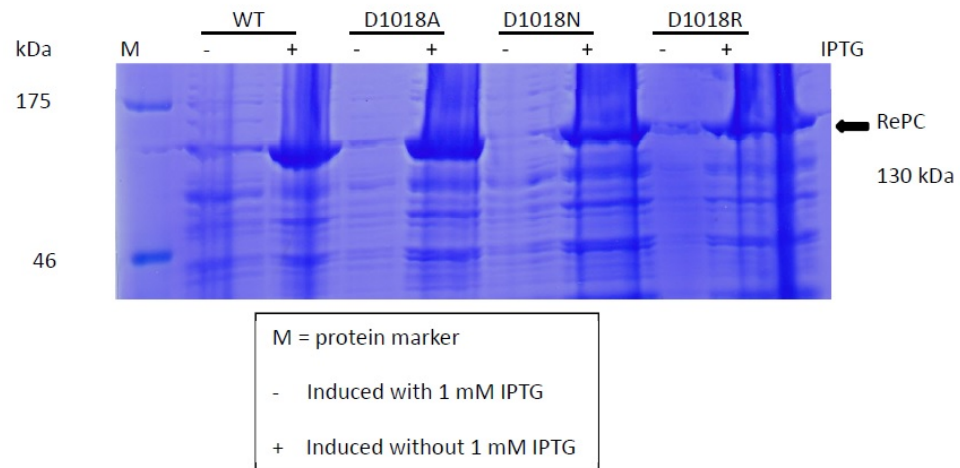 WT D1018A D1018N D1018R
kDa M - + - + - + - + IPTG
175
RePC
130 kDa
46
M = protein marker
- Induced with 1 mM IPTG
+ Induced without 1 mM IPTG